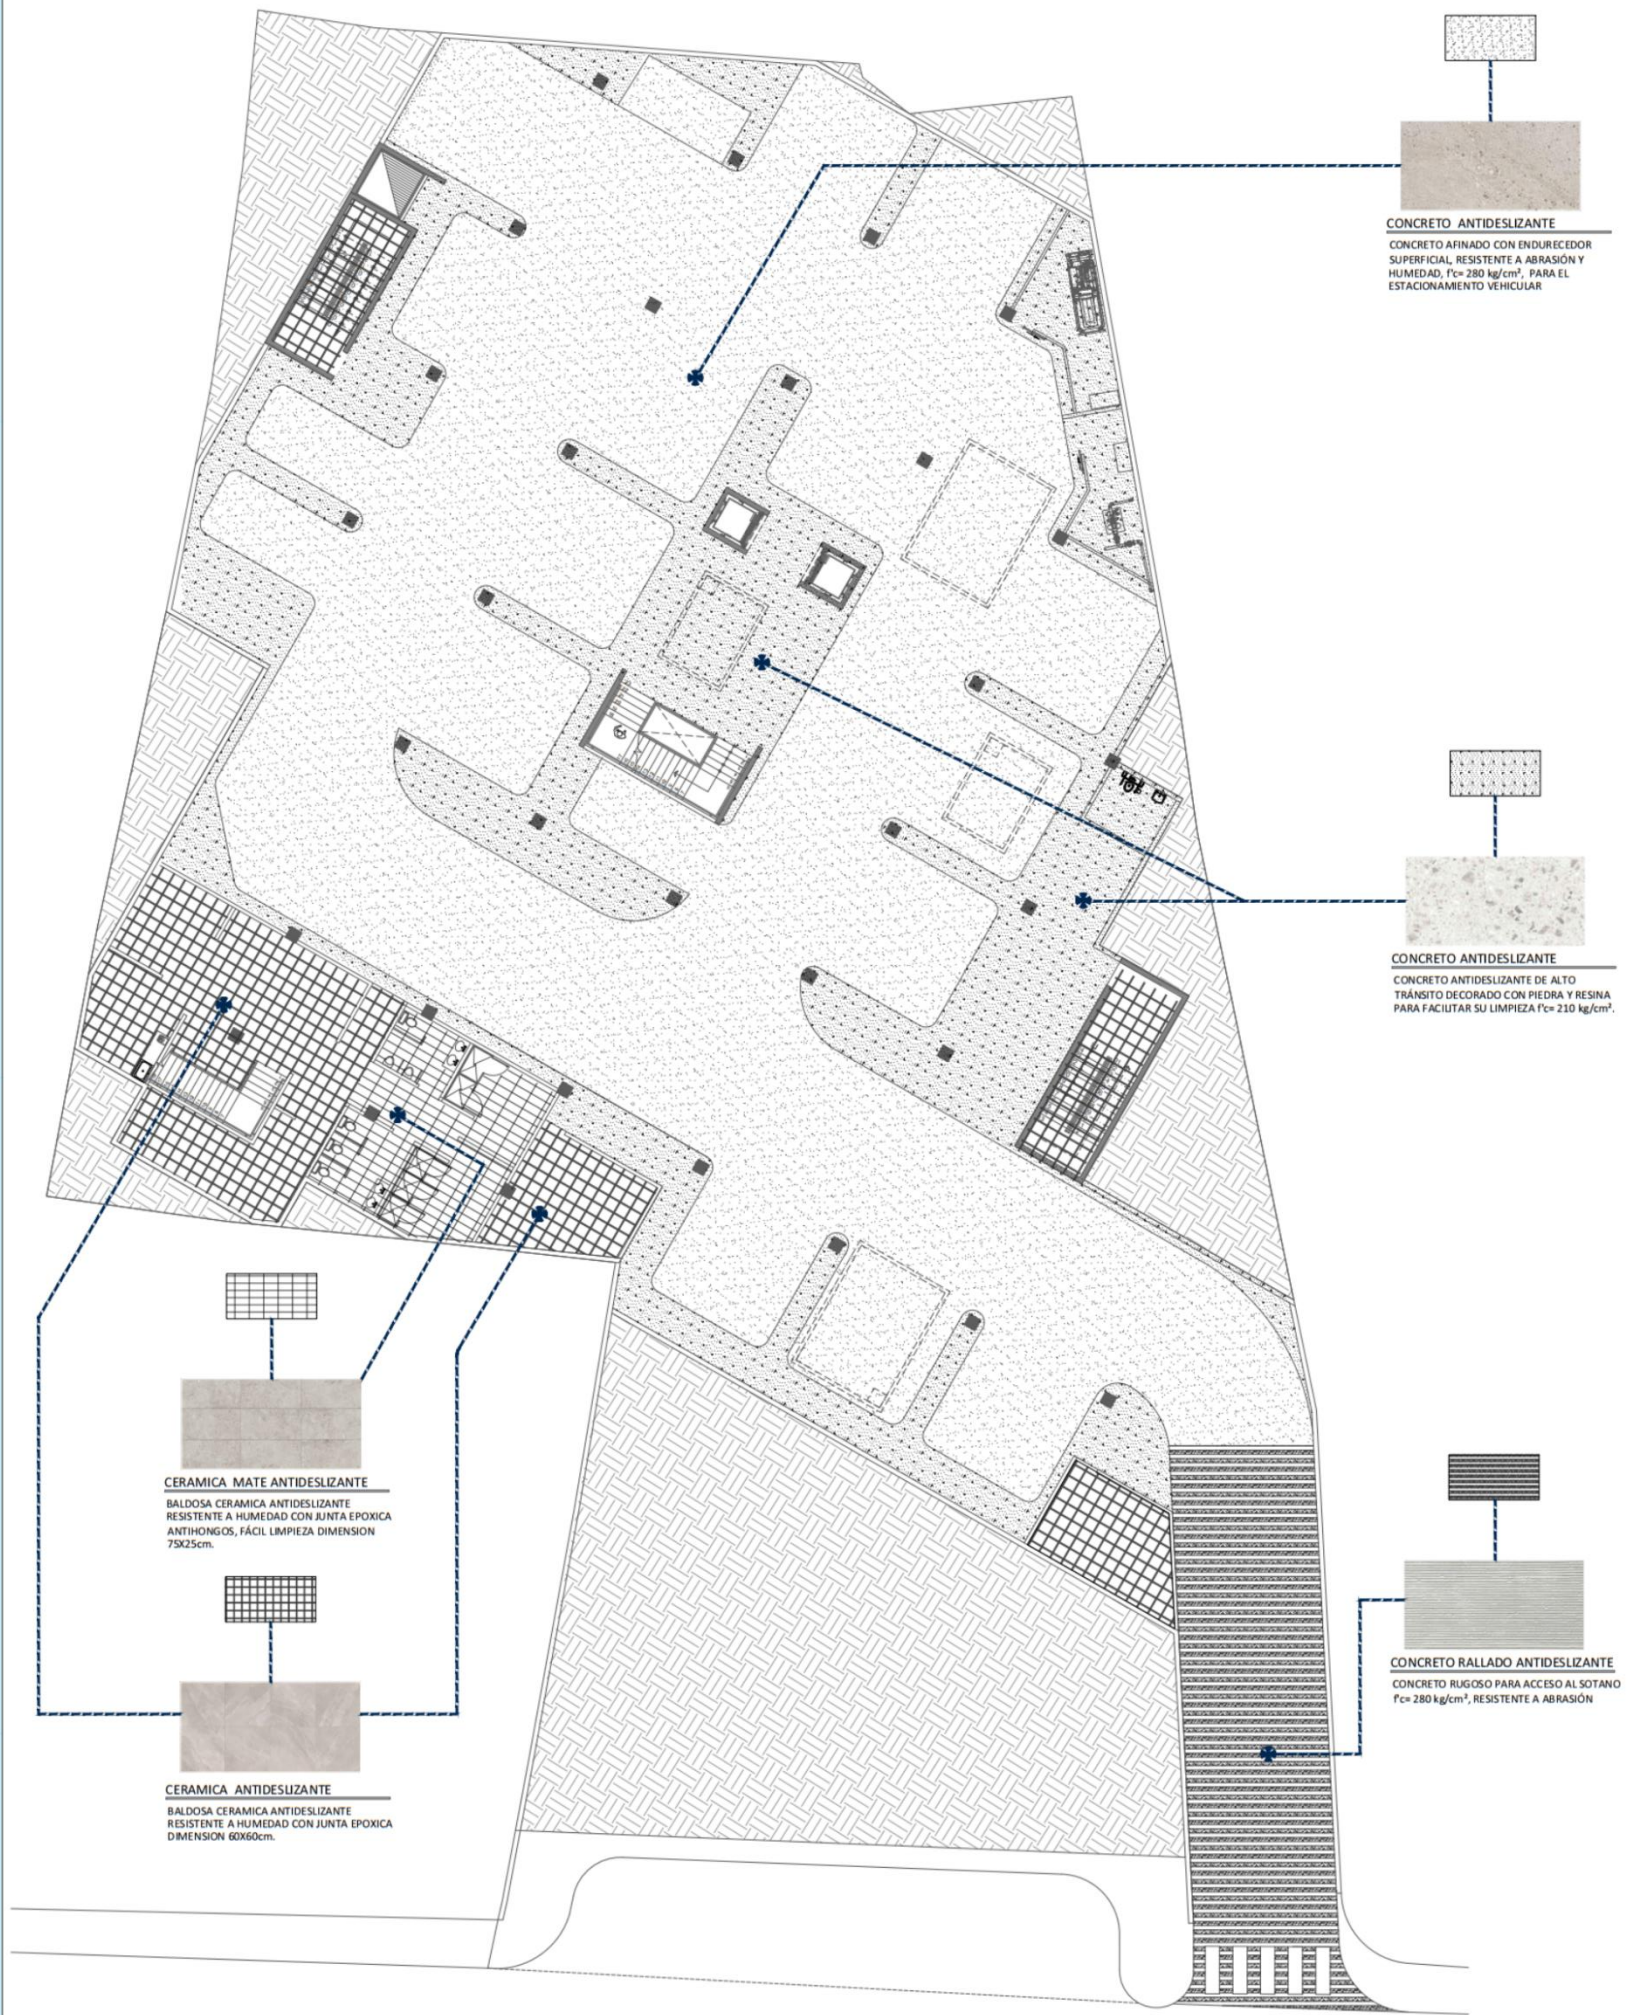 CONCRETO ANTIDESLIZANTE
CONCRETO AFINADO CON ENDURECEDOR
SUPERFICIAL, RESISTENTE A ABRASIÓN Y
HUMEDAD, f'c= 280 kg/cm², PARA EL
ESTACIONAMIENTO VEHICULAR
CONCRETO ANTIDESLIZANTE
CONCRETO ANTIDESLIZANTE DE ALTO
TRÁNSITO DECORADO CON PIEDRA Y RESINA
PARA FACILITAR SU LIMPIEZA f'c= 210 kg/cm².
CERAMICA MATE ANTIDESLIZANTE
BALDOSA CERAMICA ANTIDESLIZANTE
RESISTENTE A HUMEDAD CON JUNTA EPOXICA
ANTIHONGOS, FÁCIL LIMPIEZA DIMENSION
75X25cm.
CONCRETO RALLADO ANTIDESLIZANTE
CONCRETO RUGOSO PARA ACCESO AL SOTANO
f'c= 280 kg/cm², RESISTENTE A ABRASIÓN
CERAMICA ANTIDESLIZANTE
BALDOSA CERAMICA ANTIDESLIZANTE
RESISTENTE A HUMEDAD CON JUNTA EPOXICA
DIMENSION 60X60cm.